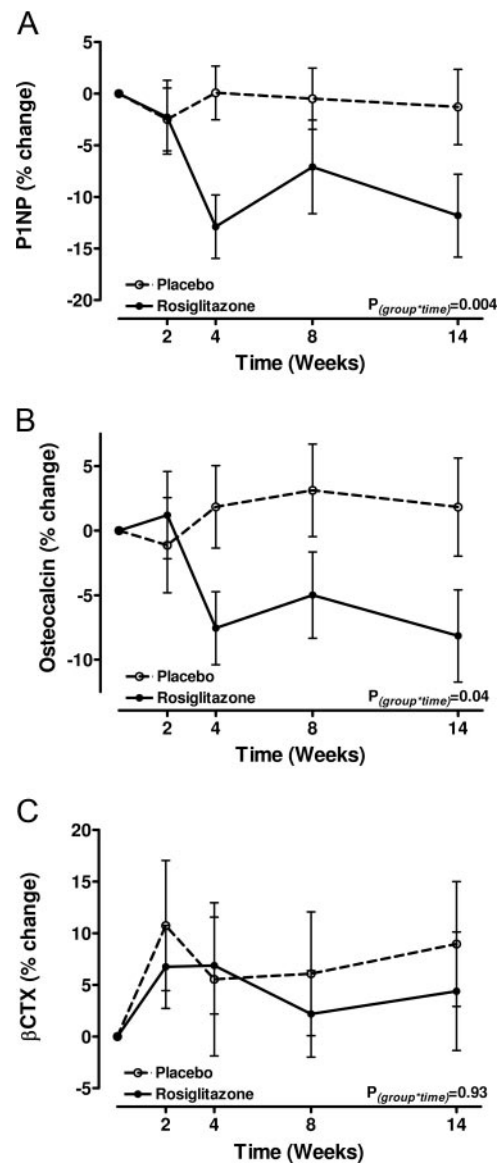 A
P1NP (% change)
5
0
-5
-10
-15
-20
Placebo
Rosiglitazone
P(group*time)=0.004
2 4 8 14
Time (Weeks)
B
Osteocalcin (% change)
5
0
-5
-10
Placebo
Rosiglitazone
P(group*time)=0.04
2 4 8 14
Time (Weeks)
C
βCTX (% change)
20
15
10
5
0
-5
Placebo
Rosiglitazone
P(group*time)=0.93
2 4 8 14
Time (Weeks)